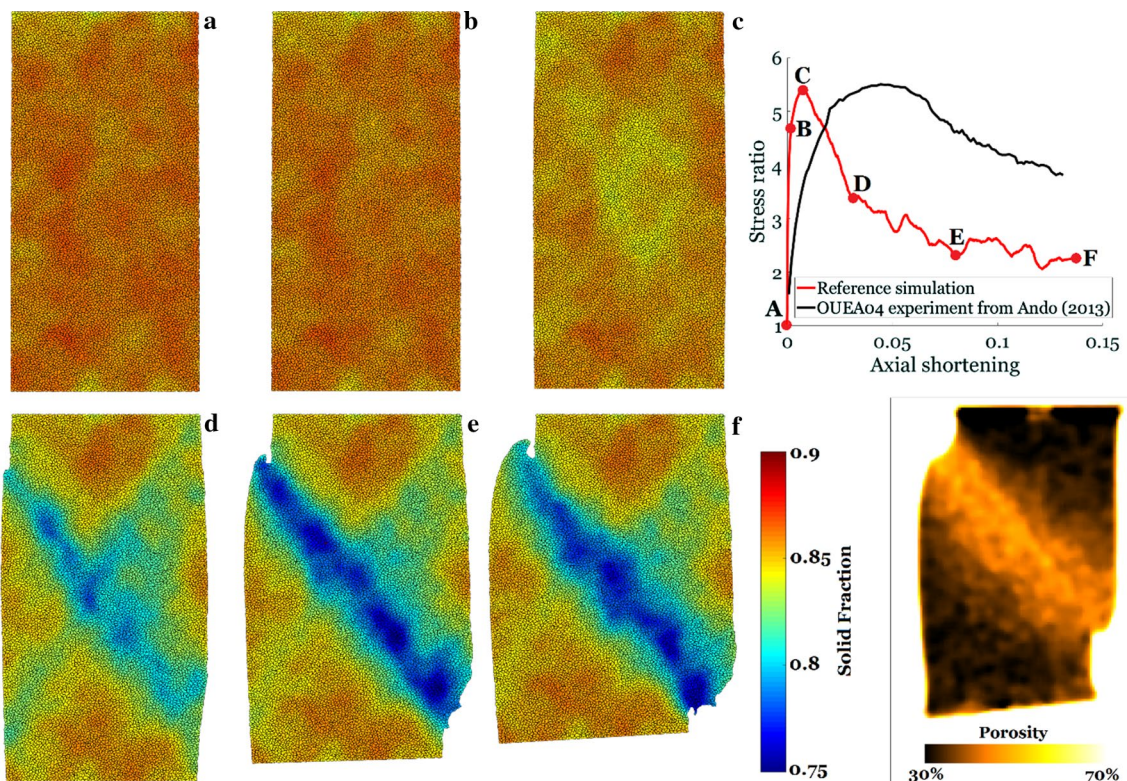 a
b
c
6
5
4
3
2
1
Stress ratio
A
B
C
D
E
F
Reference simulation
OUEA04 experiment from Ando (2013)
0
0.05
0.1
0.15
Axial shortening
d
e
f
0.9
0.85
0.8
0.75
Solid Fraction
Porosity
30%
70%